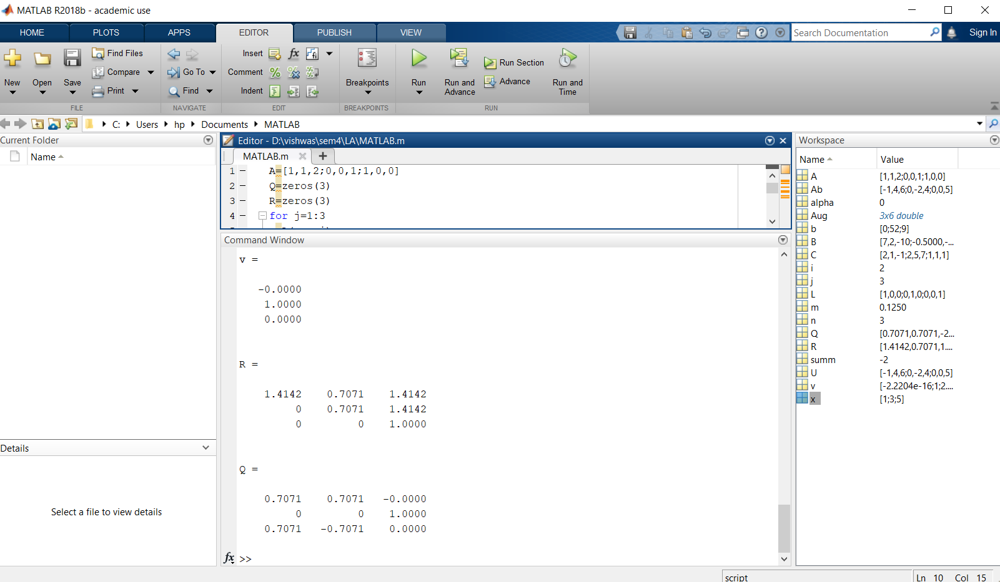 MATLAB R2018b - academic use
HOME PLOTS APPS EDITOR PUBLISH VIEW
Search Documentation
Sign In
New
Open
Save
Find Files
Compare
Print
FILE
Go To
Find
NAVIGATE
Insert fx
Comment
Indent
EDIT
Breakpoints
BREAKPOINTS
Run
Run and Advance
Run Section
Advance
Run and Time
RUN
C: Users hp Documents MATLAB
Current Folder
Name
Details
Select a file to view details
Editor - D:\vishwas\sem4\LA\MATLAB.m
MATLAB.m
1 – A=[1,1,2;0,0,1;1,0,0]
2 – Q=zeros(3)
3 – R=zeros(3)
4 – for j=1:3
Command Window
v =
-0.0000
1.0000
0.0000
R =
1.4142 0.7071 1.4142
0 0.7071 1.4142
0 0 1.0000
Q =
0.7071 0.7071 -0.0000
0 0 1.0000
0.7071 -0.7071 0.0000
fx >>
Workspace
Name Value
A [1,1,2;0,0,1;1,0,0]
Ab [-1,4,6;0,-2,4;0,0,5]
alpha 0
Aug 3x6 double
b [0;52;9]
B [7,2,-10;-0.5000,-...
C [2,1,-1;2,5,7;1,1,1]
i 2
j 3
L [1,0,0;0,1,0;0,0,1]
m 0.1250
n 3
Q [0.7071,0.7071,-2...
R [1.4142,0.7071,1....
summ -2
U [-1,4,6;0,-2,4;0,0,5]
v [-2.2204e-16;1;2....
x [1;3;5]
script
Ln 10 Col 15